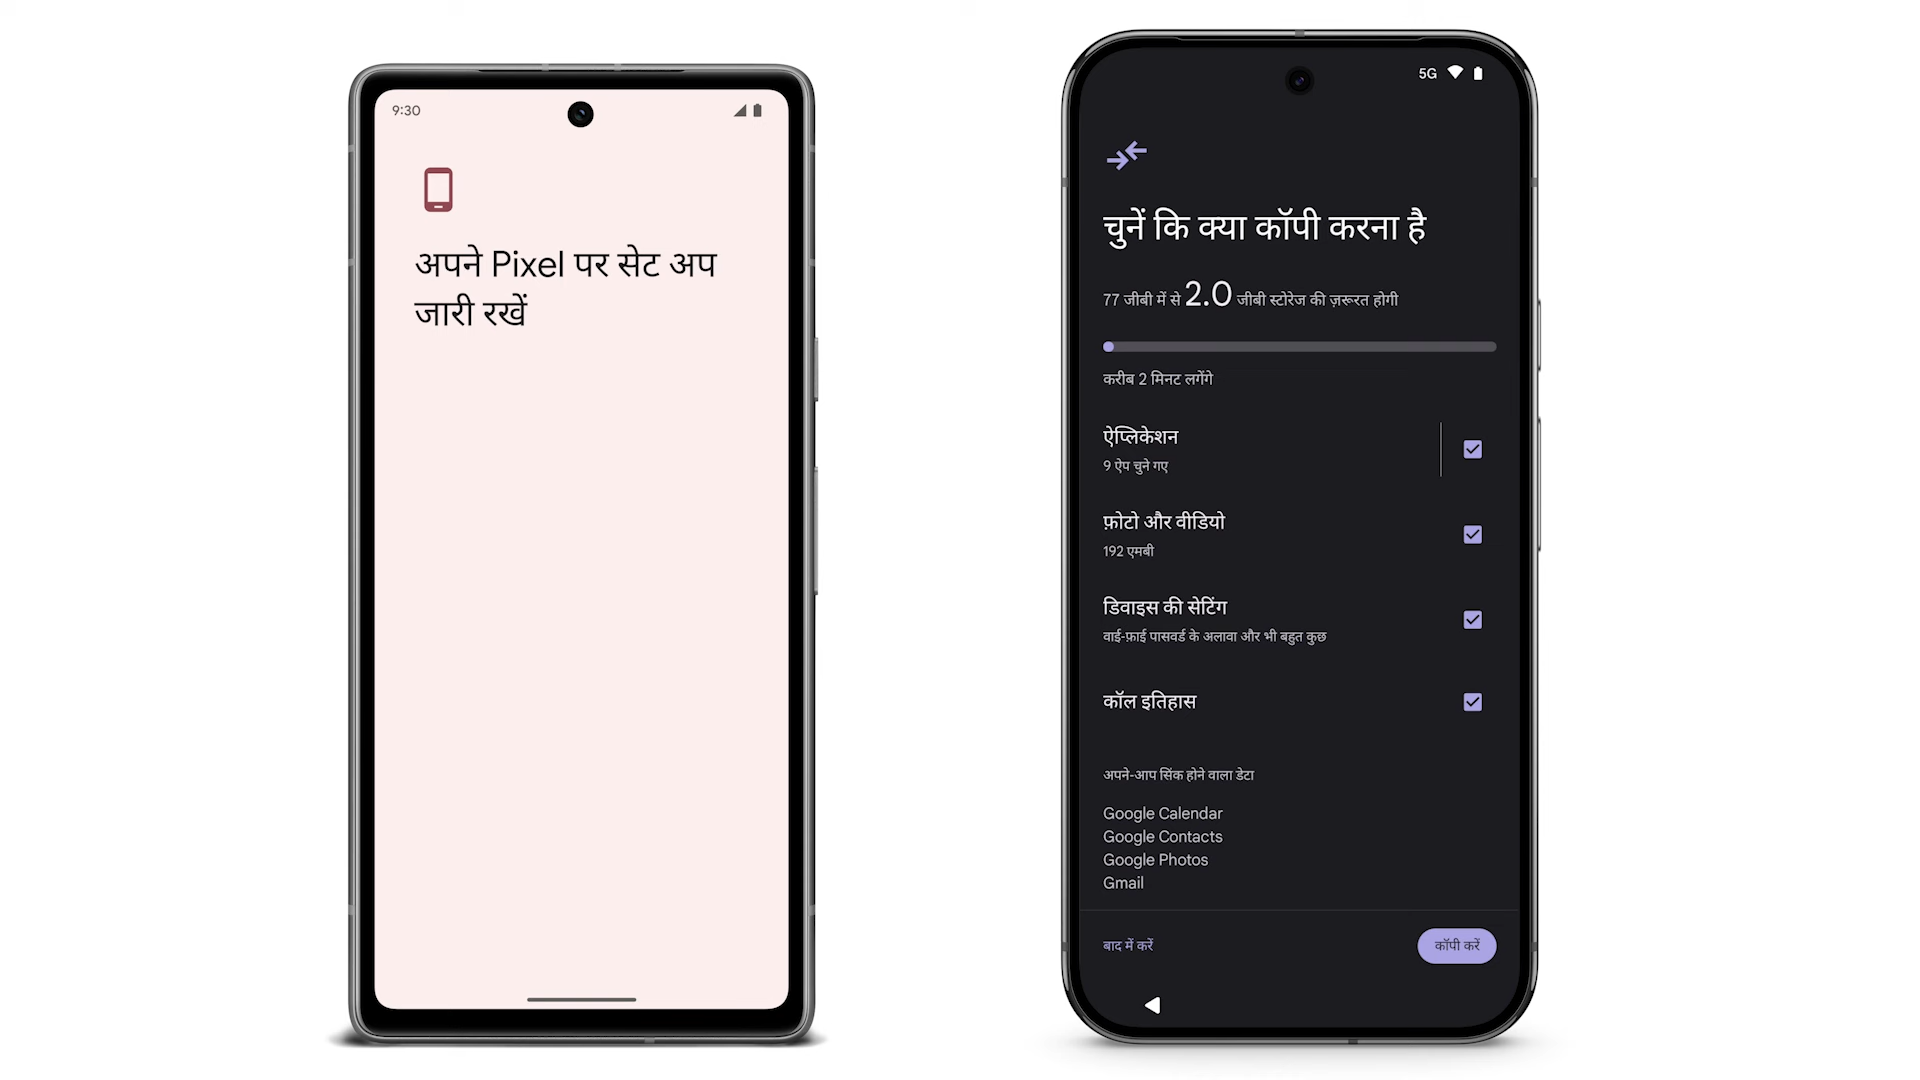 9:30
अपने Pixel पर सेट अप
जारी रखें
5G
चुनें कि क्या कॉपी करना है
77 जीबी में से 2.0 जीबी स्टोरेज की ज़रूरत होगी
करीब 2 मिनट लगेंगे
ऐप्लिकेशन
9 ऐप चुने गए
फ़ोटो और वीडियो
192 एमबी
डिवाइस की सेटिंग
वाई-फ़ाई पासवर्ड के अलावा और भी बहुत कुछ
कॉल इतिहास
अपने-आप सिंक होने वाला डेटा
Google Calendar
Google Contacts
Google Photos
Gmail
बाद में करें
कॉपी करें